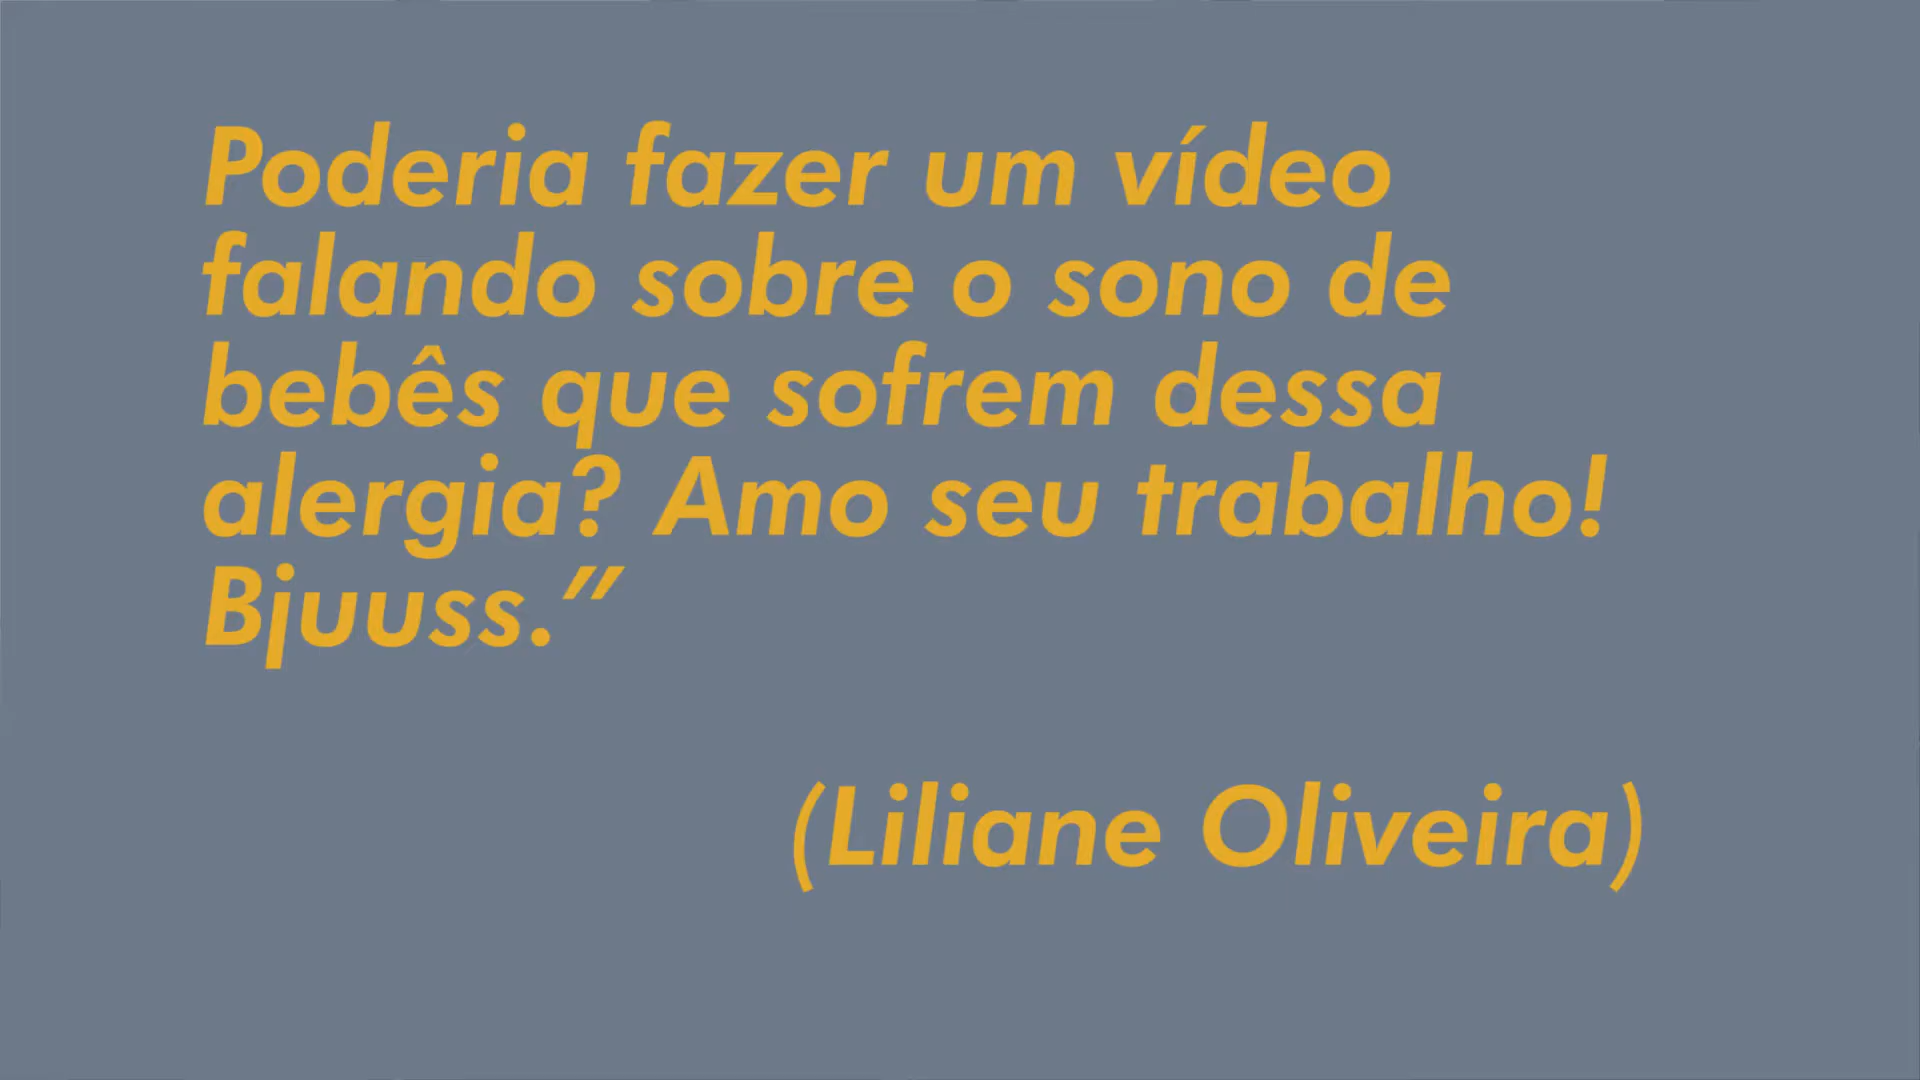 Poderia fazer um vídeo
falando sobre o sono de
bebês que sofrem dessa
alergia? Amo seu trabalho!
Bjuuss.”
(Liliane Oliveira)